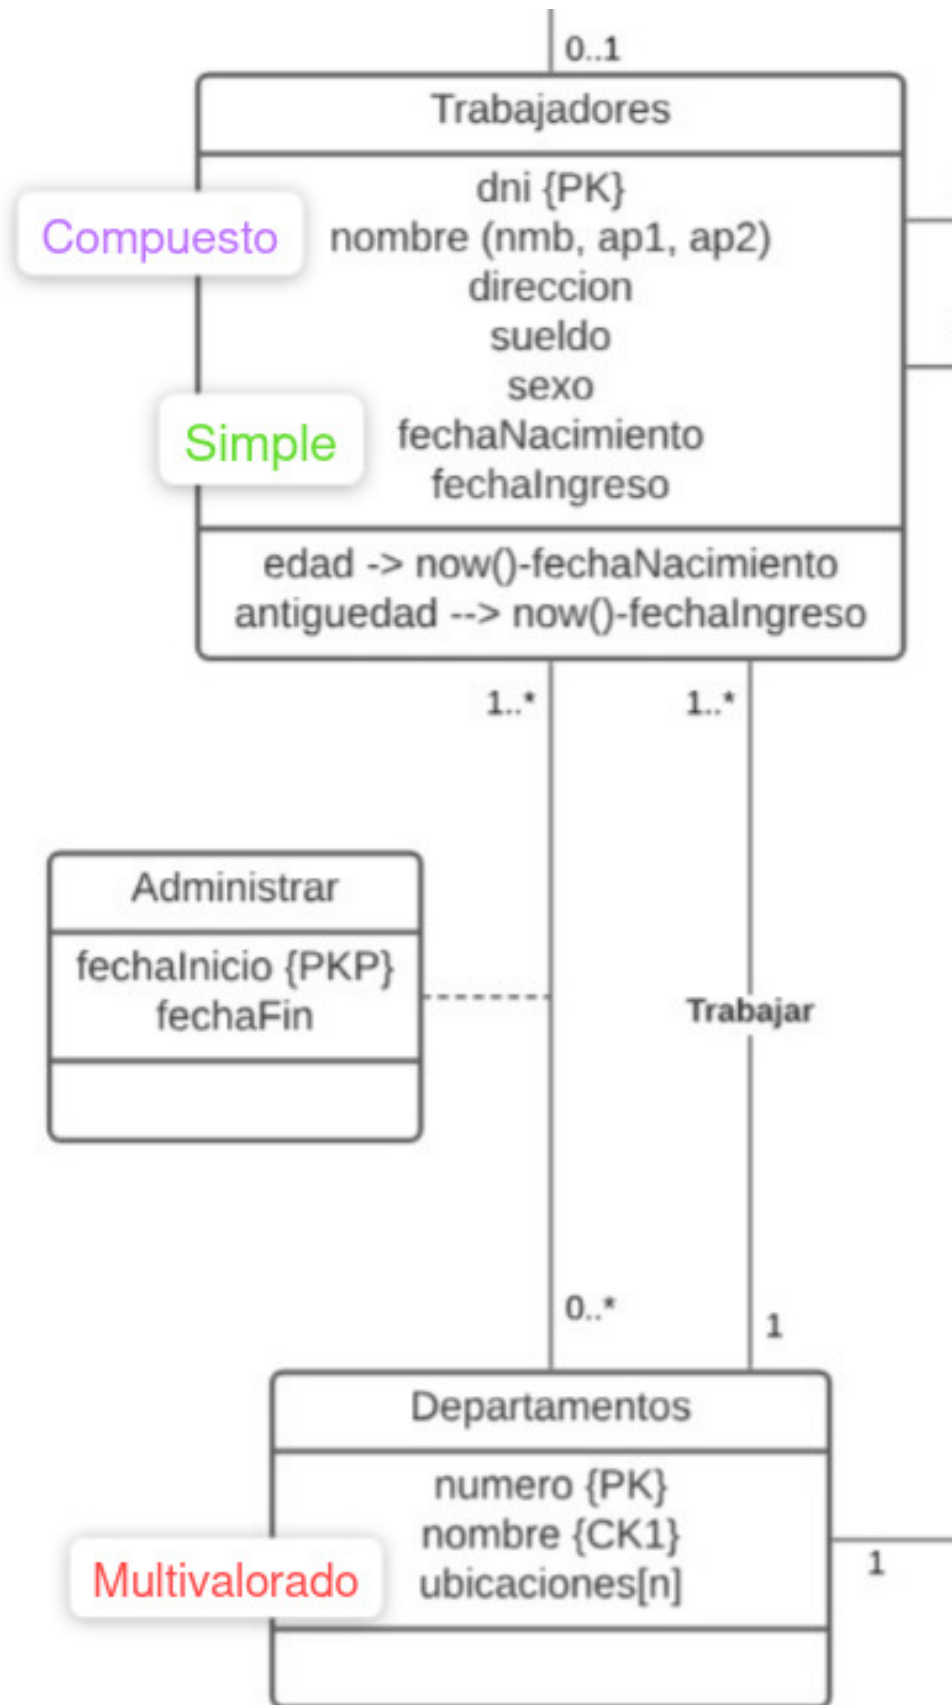 0..1
Trabajadores
dni {PK}
Compuesto
nombre (nmb, ap1, ap2)
direccion
sueldo
sexo
Simple
fechaNacimiento
fechaIngreso
edad -> now()-fechaNacimiento
antiguedad --> now()-fechaIngreso
1..*
1..*
Administrar
fechaInicio {PKP}
fechaFin
Trabajar
0..*
1
Departamentos
numero {PK}
nombre {CK1}
Multivalorado
ubicaciones[n]
1